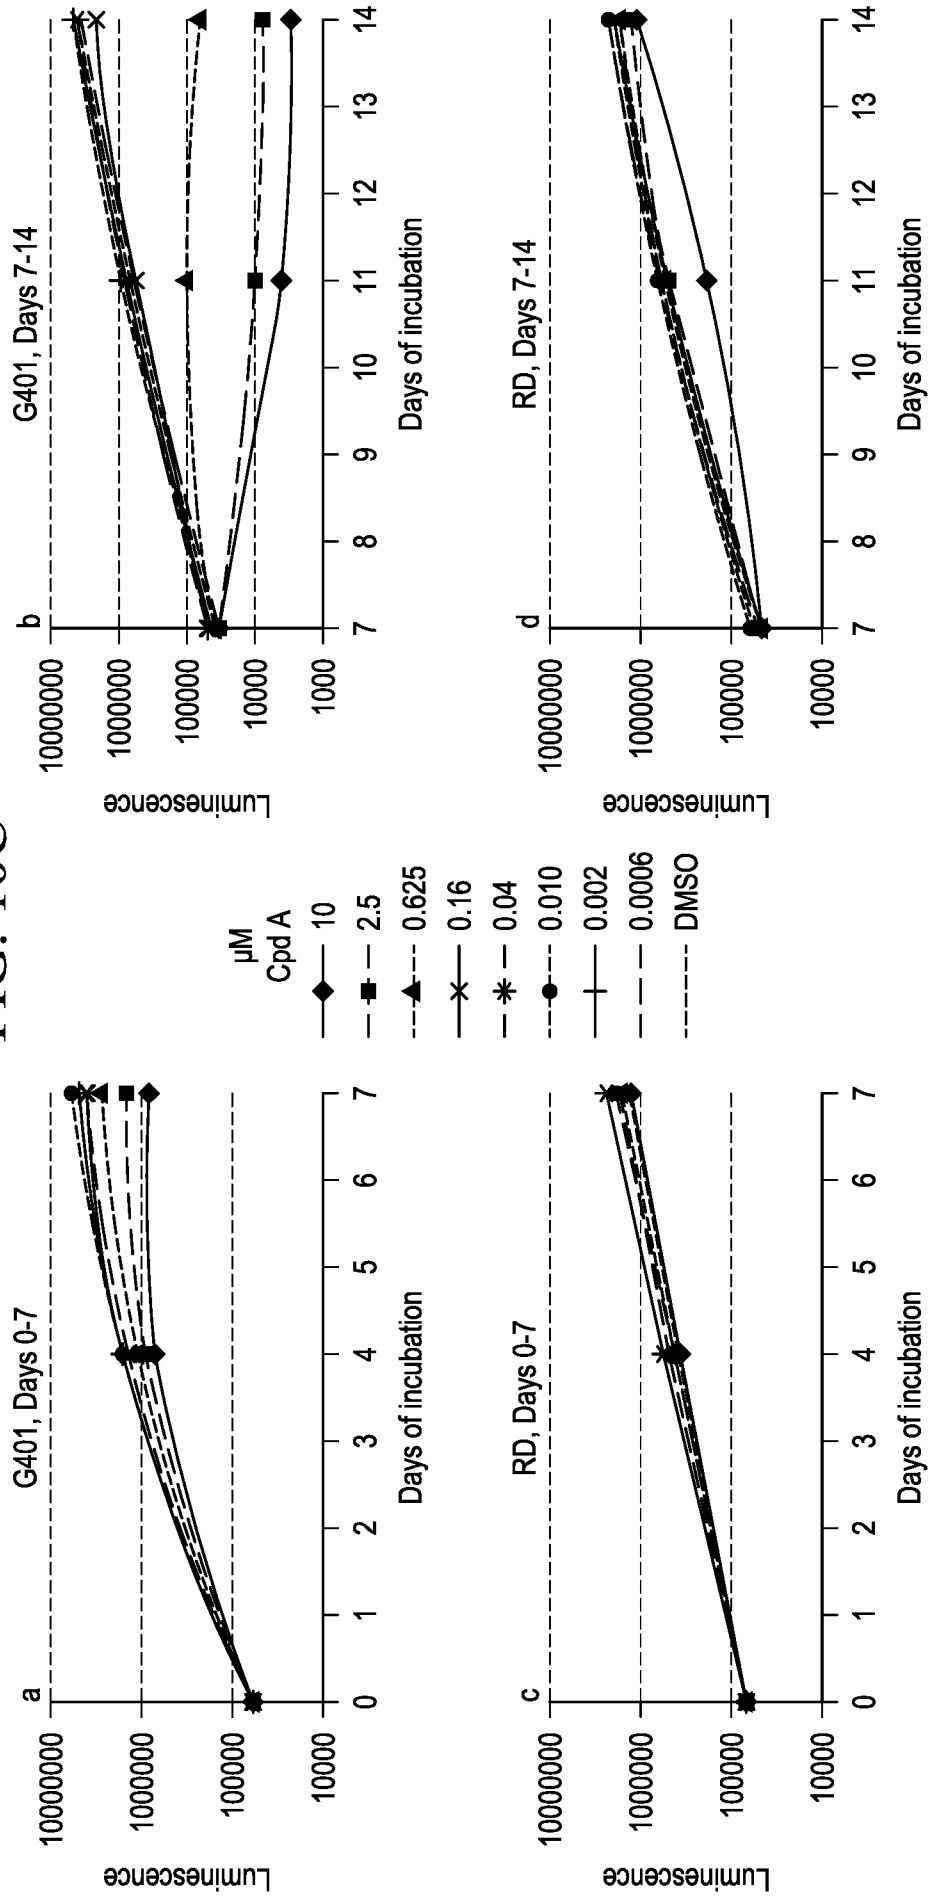 FIG. 10C
a
G401, Days 0-7
Luminescence
10000000
1000000
100000
10000
0 1 2 3 4 5 6 7
Days of incubation
b
G401, Days 7-14
Luminescence
10000000
1000000
100000
10000
1000
7 8 9 10 11 12 13 14
Days of incubation
µM
Cpd A
10
2.5
0.625
0.16
0.04
0.010
0.002
0.0006
DMSO
c
RD, Days 0-7
Luminescence
10000000
1000000
100000
10000
0 1 2 3 4 5 6 7
Days of incubation
d
RD, Days 7-14
Luminescence
10000000
1000000
100000
10000
7 8 9 10 11 12 13 14
Days of incubation